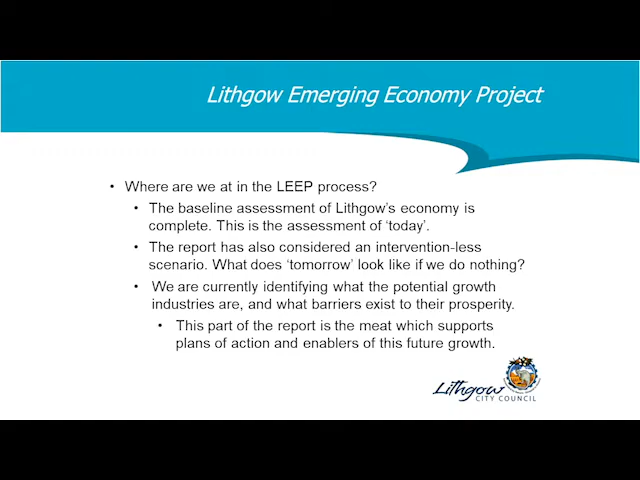 Lithgow Emerging Economy Project
• Where are we at in the LEEP process?
• The baseline assessment of Lithgow's economy is
complete. This is the assessment of 'today'.
• The report has also considered an intervention-less
scenario. What does 'tomorrow' look like if we do nothing?
• We are currently identifying what the potential growth
industries are, and what barriers exist to their prosperity.
• This part of the report is the meat which supports
plans of action and enablers of this future growth.
Lithgow
CITY COUNCIL